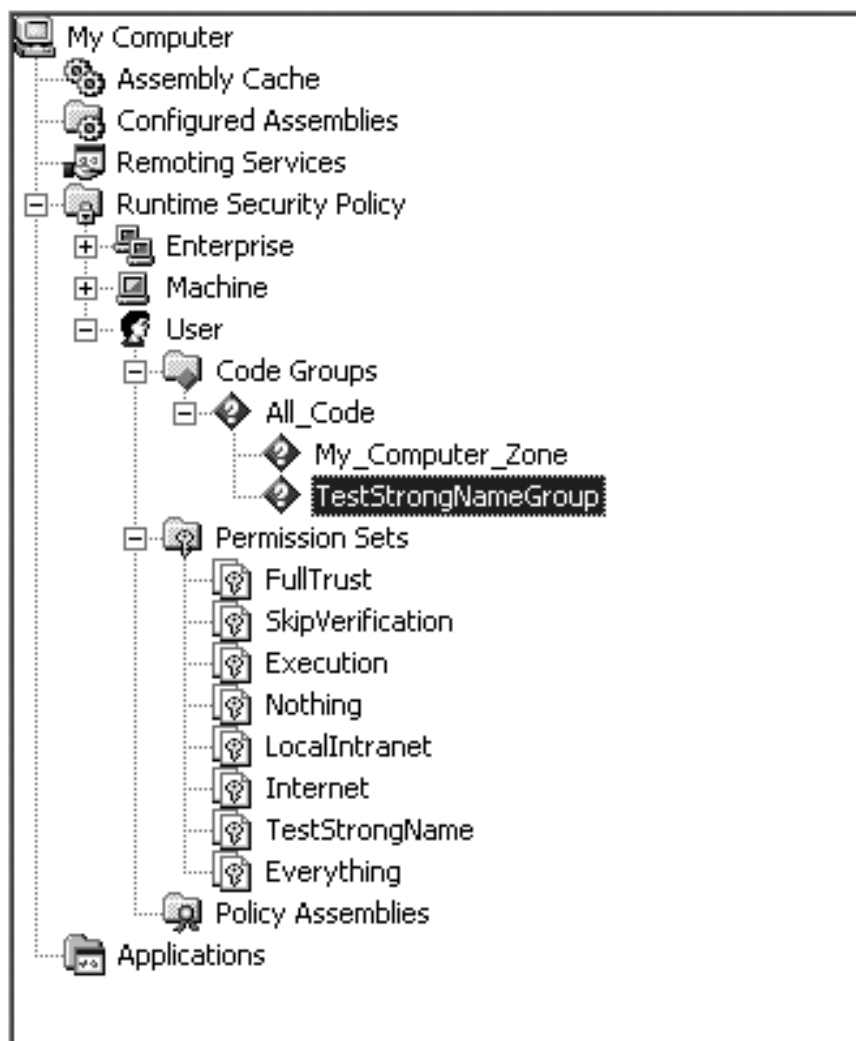 My Computer
Assembly Cache
Configured Assemblies
Remoting Services
Runtime Security Policy
Enterprise
Machine
User
Code Groups
All_Code
My_Computer_Zone
TestStrongNameGroup
Permission Sets
FullTrust
SkipVerification
Execution
Nothing
LocalIntranet
Internet
TestStrongName
Everything
Policy Assemblies
Applications